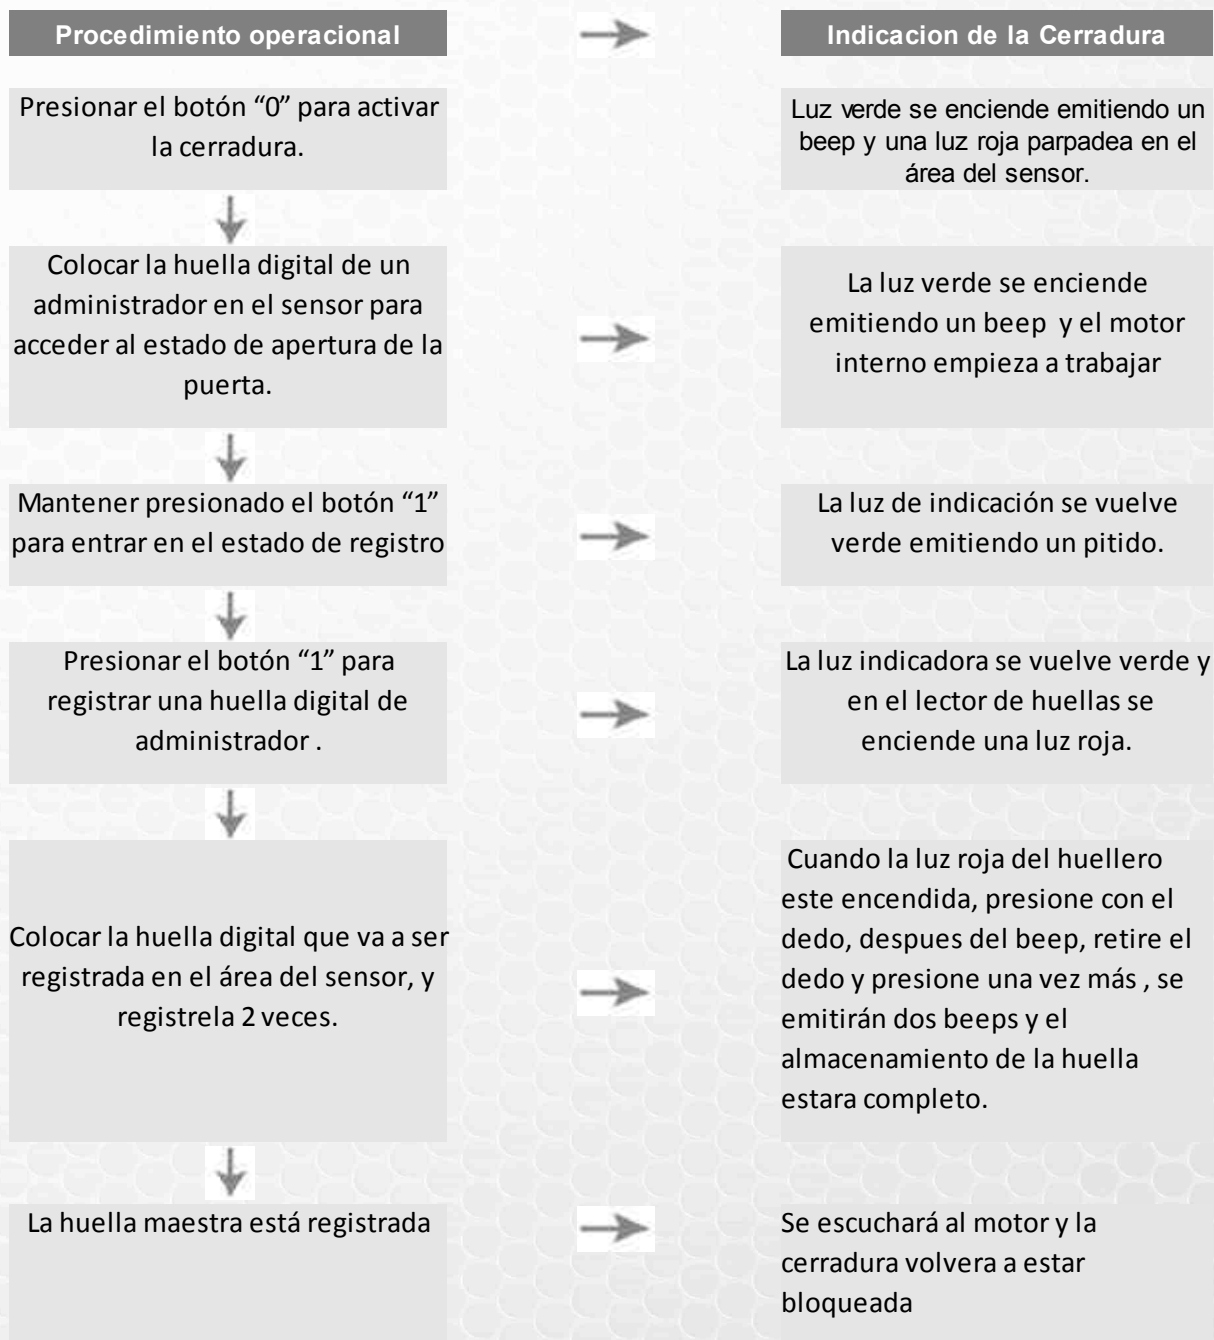 Procedimiento operacional
Indicacion de la Cerradura
Presionar el botón “0” para activar
la cerradura.
Luz verde se enciende emitiendo un
beep y una luz roja parpadea en el
área del sensor.
Colocar la huella digital de un
administrador en el sensor para
acceder al estado de apertura de la
puerta.
La luz verde se enciende
emitiendo un beep y el motor
interno empieza a trabajar
Mantener presionado el botón “1”
para entrar en el estado de registro
La luz de indicación se vuelve
verde emitiendo un pitido.
Presionar el botón “1” para
registrar una huella digital de
administrador .
La luz indicadora se vuelve verde y
en el lector de huellas se
enciende una luz roja.
Colocar la huella digital que va a ser
registrada en el área del sensor, y
registrela 2 veces.
Cuando la luz roja del huellero
este encendida, presione con el
dedo, despues del beep, retire el
dedo y presione una vez más , se
emitirán dos beeps y el
almacenamiento de la huella
estara completo.
La huella maestra está registrada
Se escuchará al motor y la
cerradura volvera a estar
bloqueada